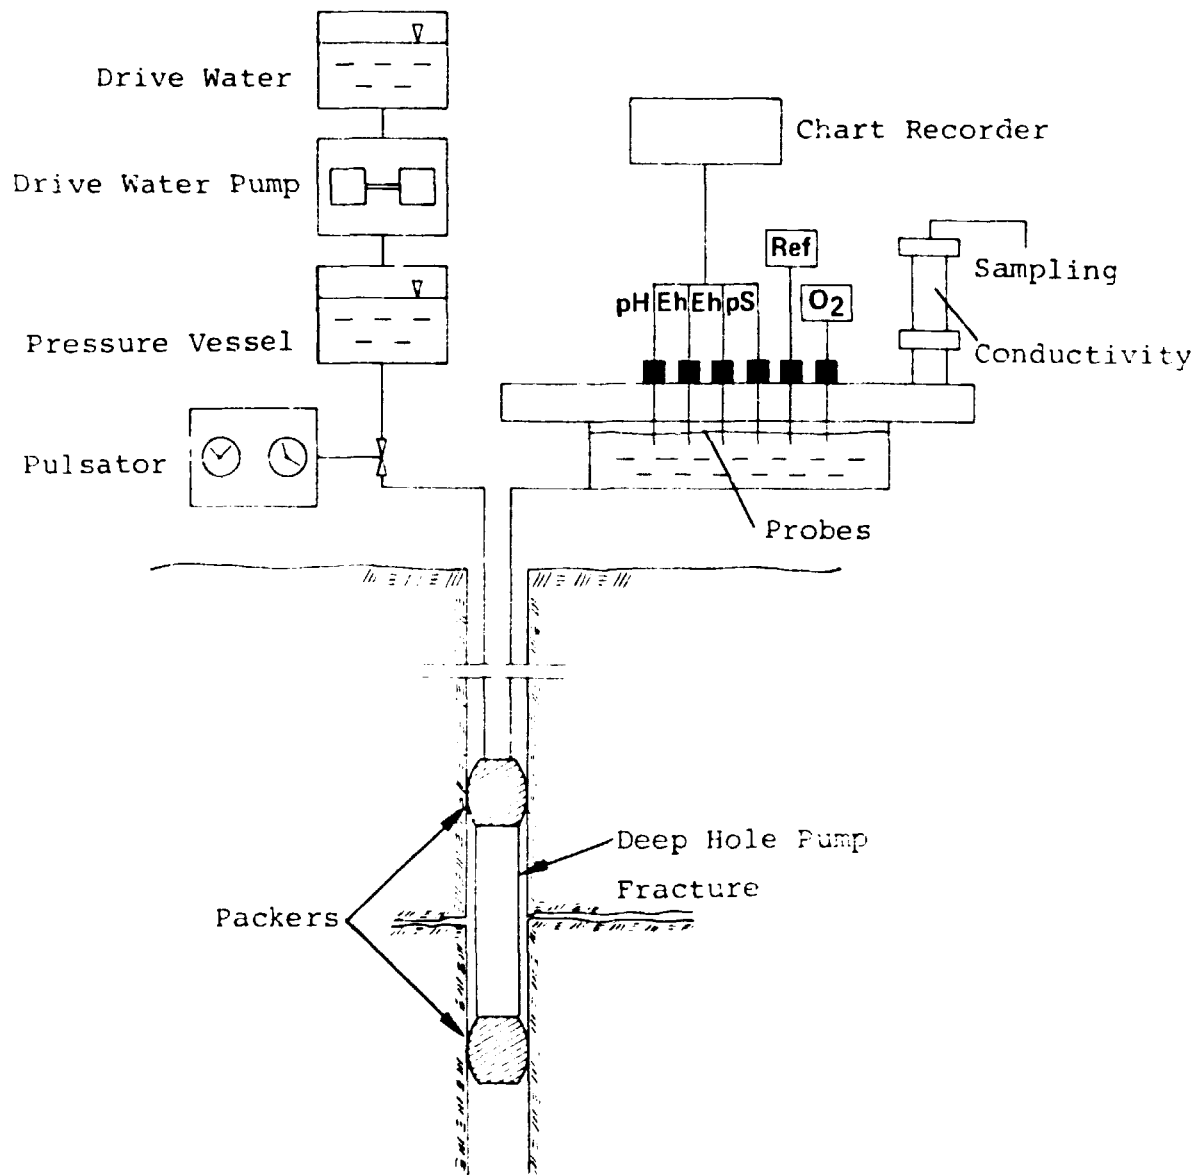 Drive Water
Drive Water Pump
Pressure Vessel
Pulsator
Chart Recorder
Ref
pH Eh Eh pS
O2
Sampling
Conductivity
Probes
Deep Hole Pump
Fracture
Packers